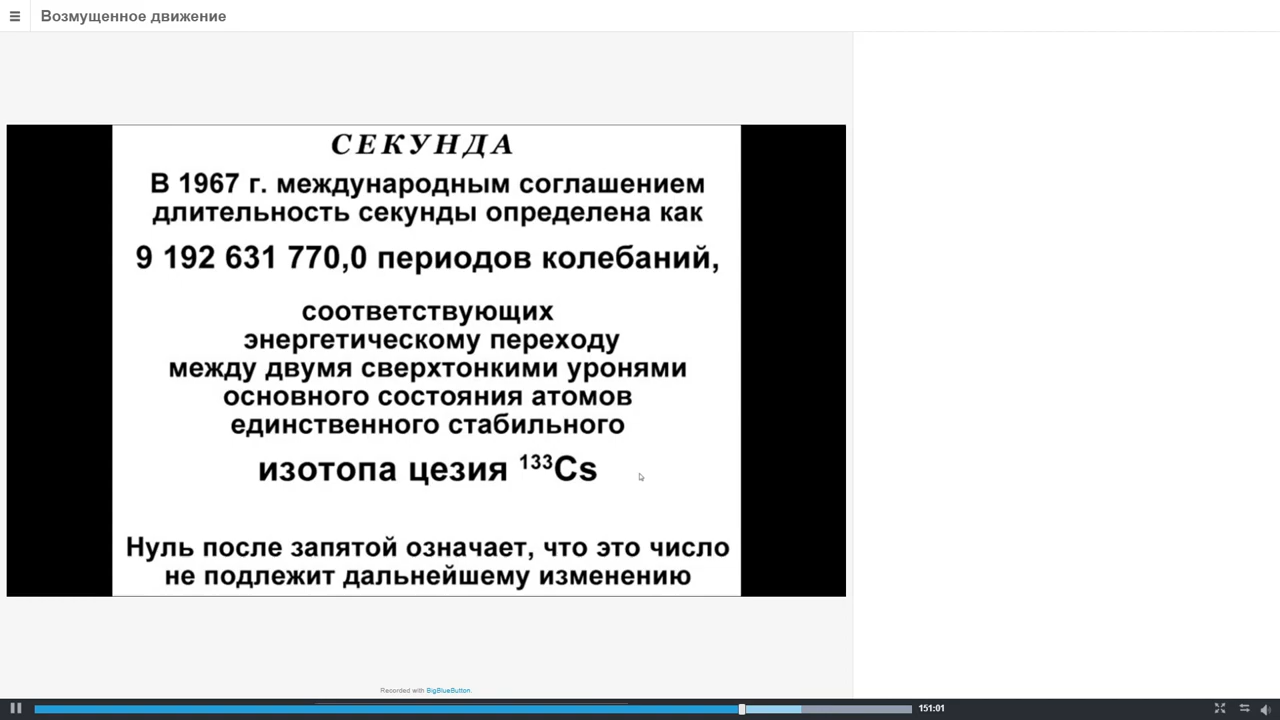 Возмущенное движение
СЕКУНДА
В 1967 г. международным соглашением
длительность секунды определена как
9 192 631 770,0 периодов колебаний,
соответствующих
энергетическому переходу
между двумя сверхтонкими уронями
основного состояния атомов
единственного стабильного
изотопа цезия ¹³³Cs
Нуль после запятой означает, что это число
не подлежит дальнейшему изменению
Recorded with BigBlueButton.
151:01